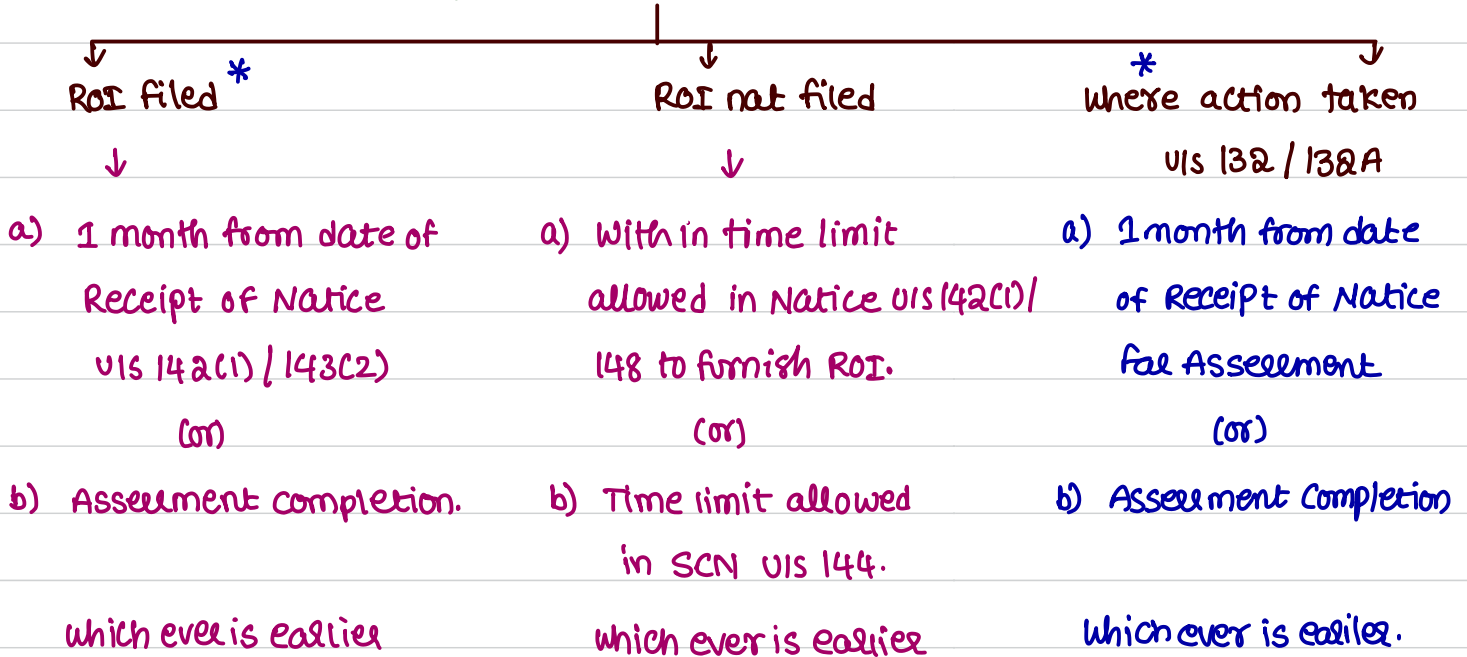 ROI filed *
↓
a) 1 month from date of
Receipt of Notice
U/s 142(1) / 143(2)
(or)
b) Assessment completion.
which ever is earlier
ROI not filed
↓
a) With in time limit
allowed in Notice U/s 142(1)/
148 to furnish ROI.
(or)
b) Time limit allowed
in SCN U/s 144.
which ever is earlier
*
where action taken
U/s 132 / 132A
a) 1 month from date
of Receipt of Notice
for Assessment
(or)
b) Assessment Completion
which ever is earlier.